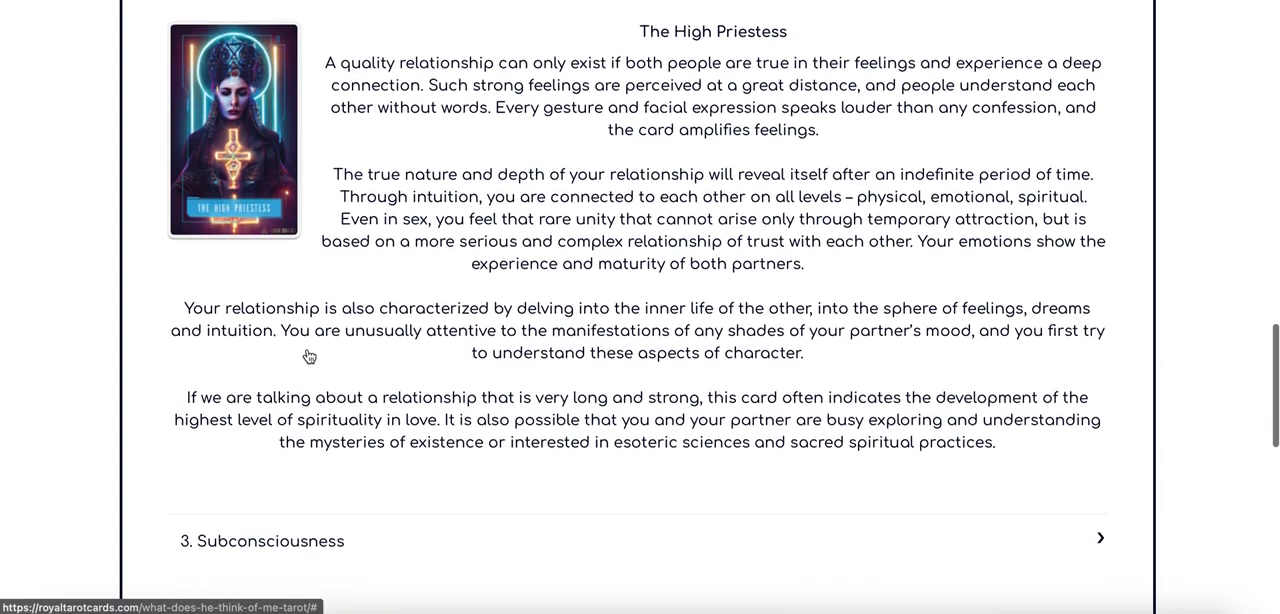 The High Priestess
A quality relationship can only exist if both people are true in their feelings and experience a deep
connection. Such strong feelings are perceived at a great distance, and people understand each
other without words. Every gesture and facial expression speaks louder than any confession, and
the card amplifies feelings.
THE HIGH PRIESTESS
The true nature and depth of your relationship will reveal itself after an indefinite period of time.
Through intuition, you are connected to each other on all levels – physical, emotional, spiritual.
Even in sex, you feel that rare unity that cannot arise only through temporary attraction, but is
based on a more serious and complex relationship of trust with each other. Your emotions show the
experience and maturity of both partners.
Your relationship is also characterized by delving into the inner life of the other, into the sphere of feelings, dreams
and intuition. You are unusually attentive to the manifestations of any shades of your partner's mood, and you first try
to understand these aspects of character.
If we are talking about a relationship that is very long and strong, this card often indicates the development of the
highest level of spirituality in love. It is also possible that you and your partner are busy exploring and understanding
the mysteries of existence or interested in esoteric sciences and sacred spiritual practices.
3. Subconsciousness
https://royaltarotcards.com/what-does-he-think-of-me-tarot/#